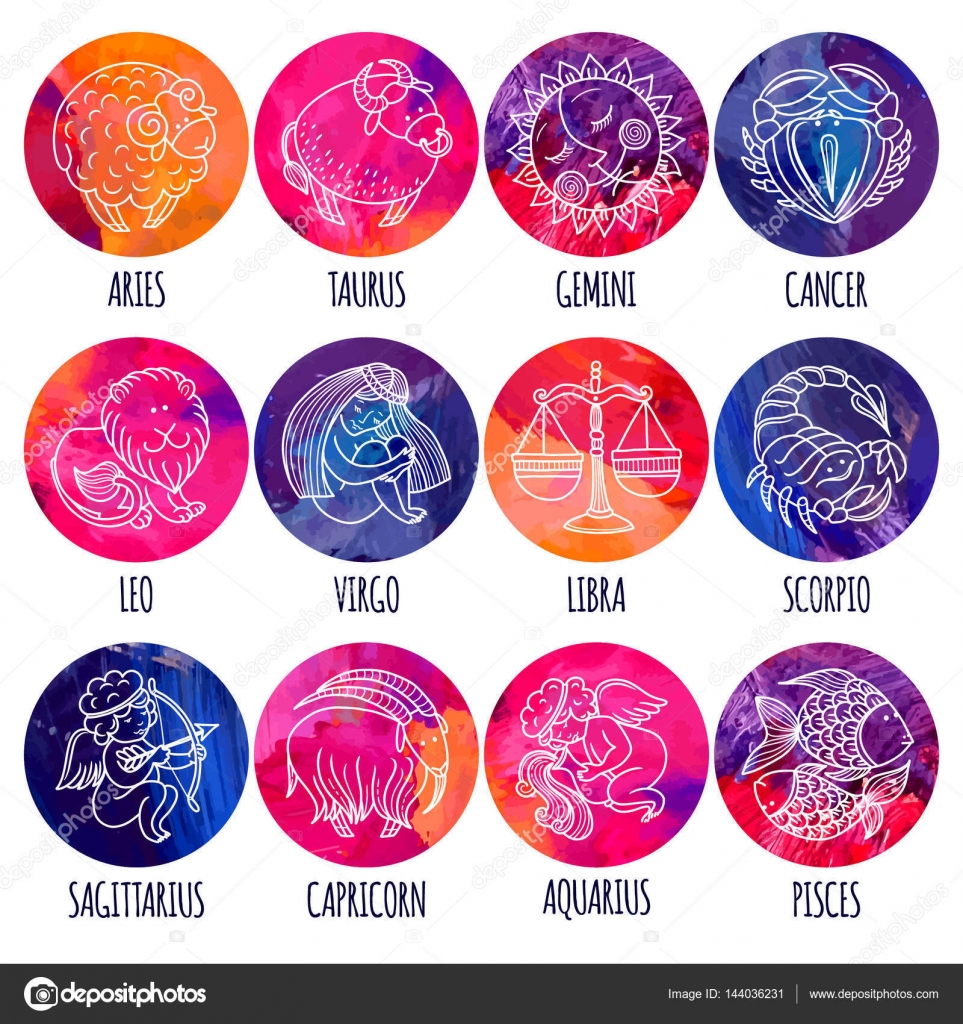 ARIES TAURUS GEMINI CANCER
LEO VIRGO LIBRA SCORPIO
SAGITTARIUS CAPRICORN AQUARIUS PISCES
depositphotos Image ID: 144036231 www.depositphotos.com